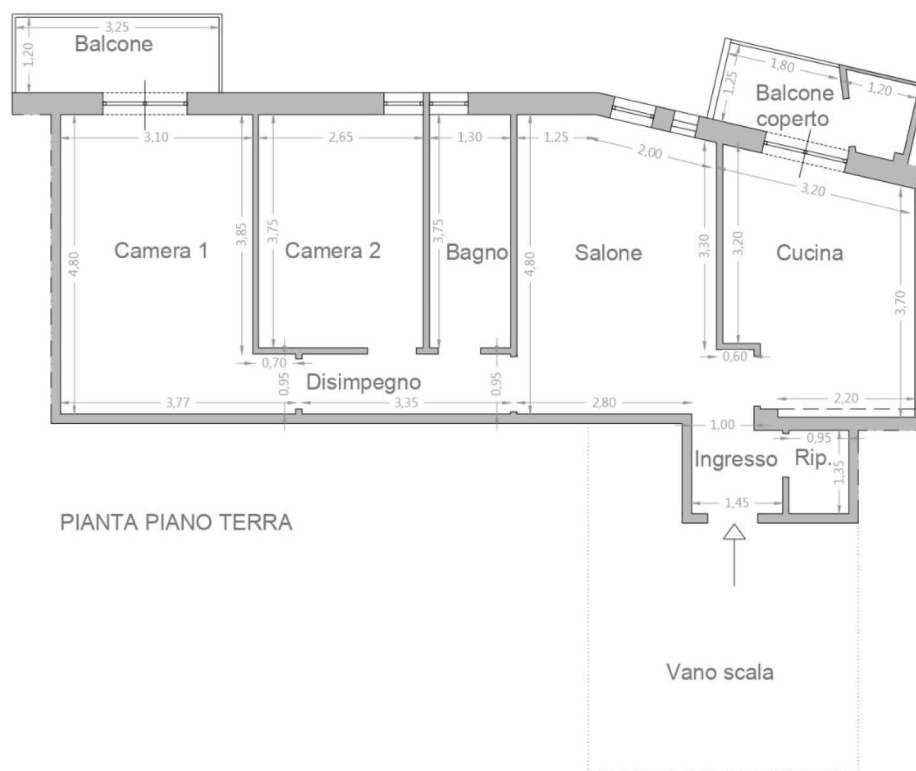 3,25
1,20
Balcone
1,80
1,25
1,20
Balcone
coperto
3,10
2,65
1,30
1,25
2,00
3,20
4,80
3,85
3,75
3,75
4,80
3,30
3,20
3,70
Camera 1
Camera 2
Bagno
Salone
Cucina
0,70
0,95
Disimpegno
0,95
0,60
3,77
3,35
2,80
2,20
1,00
0,95
Ingresso
Rip.
1,35
1,45
PIANTA PIANO TERRA
Vano scala